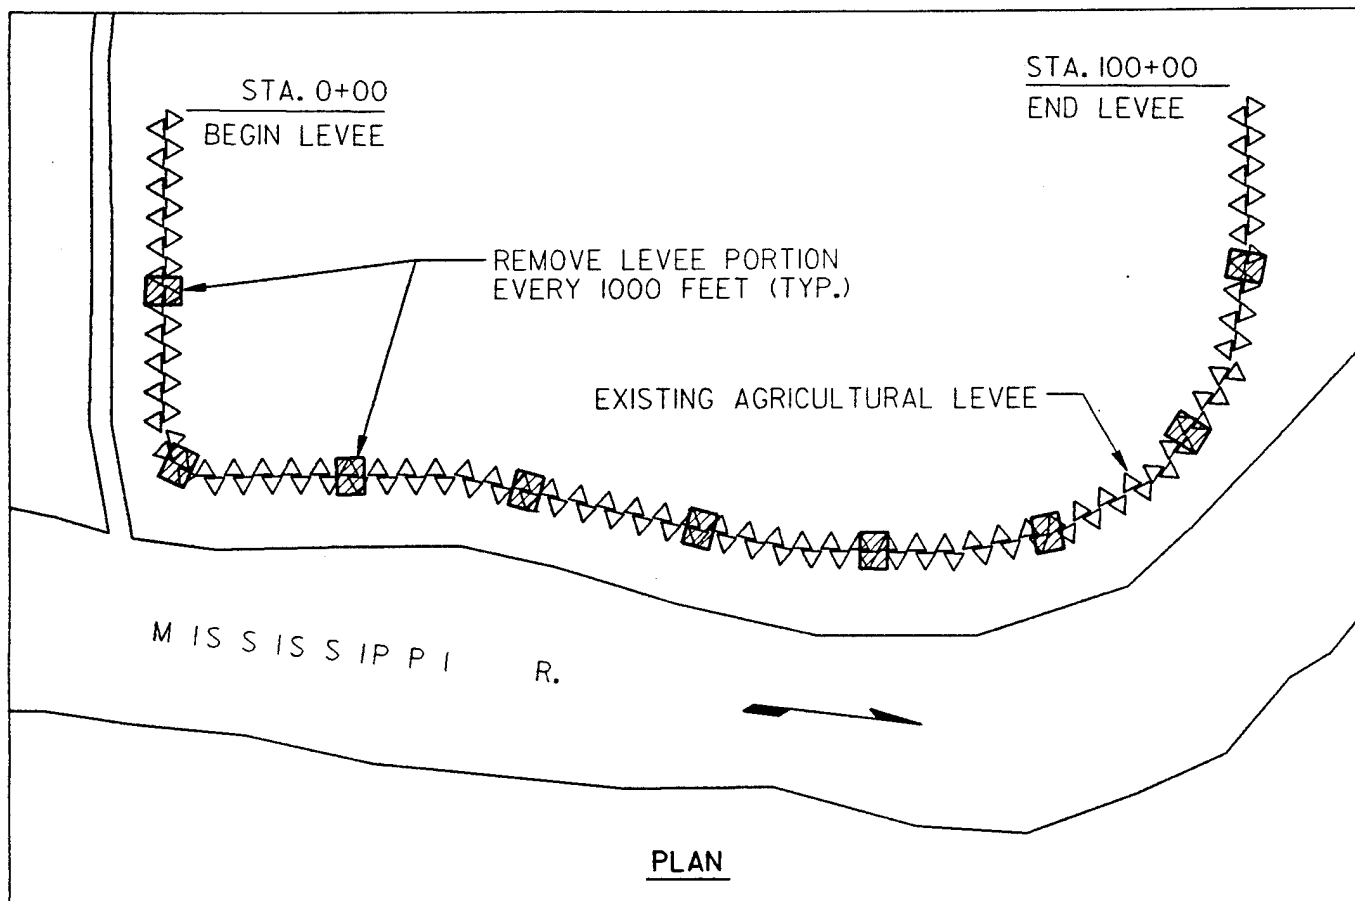 STA. 0+00
BEGIN LEVEE
STA. 100+00
END LEVEE
REMOVE LEVEE PORTION
EVERY 1000 FEET (TYP.)
EXISTING AGRICULTURAL LEVEE
MISSISSIPPI R.
PLAN